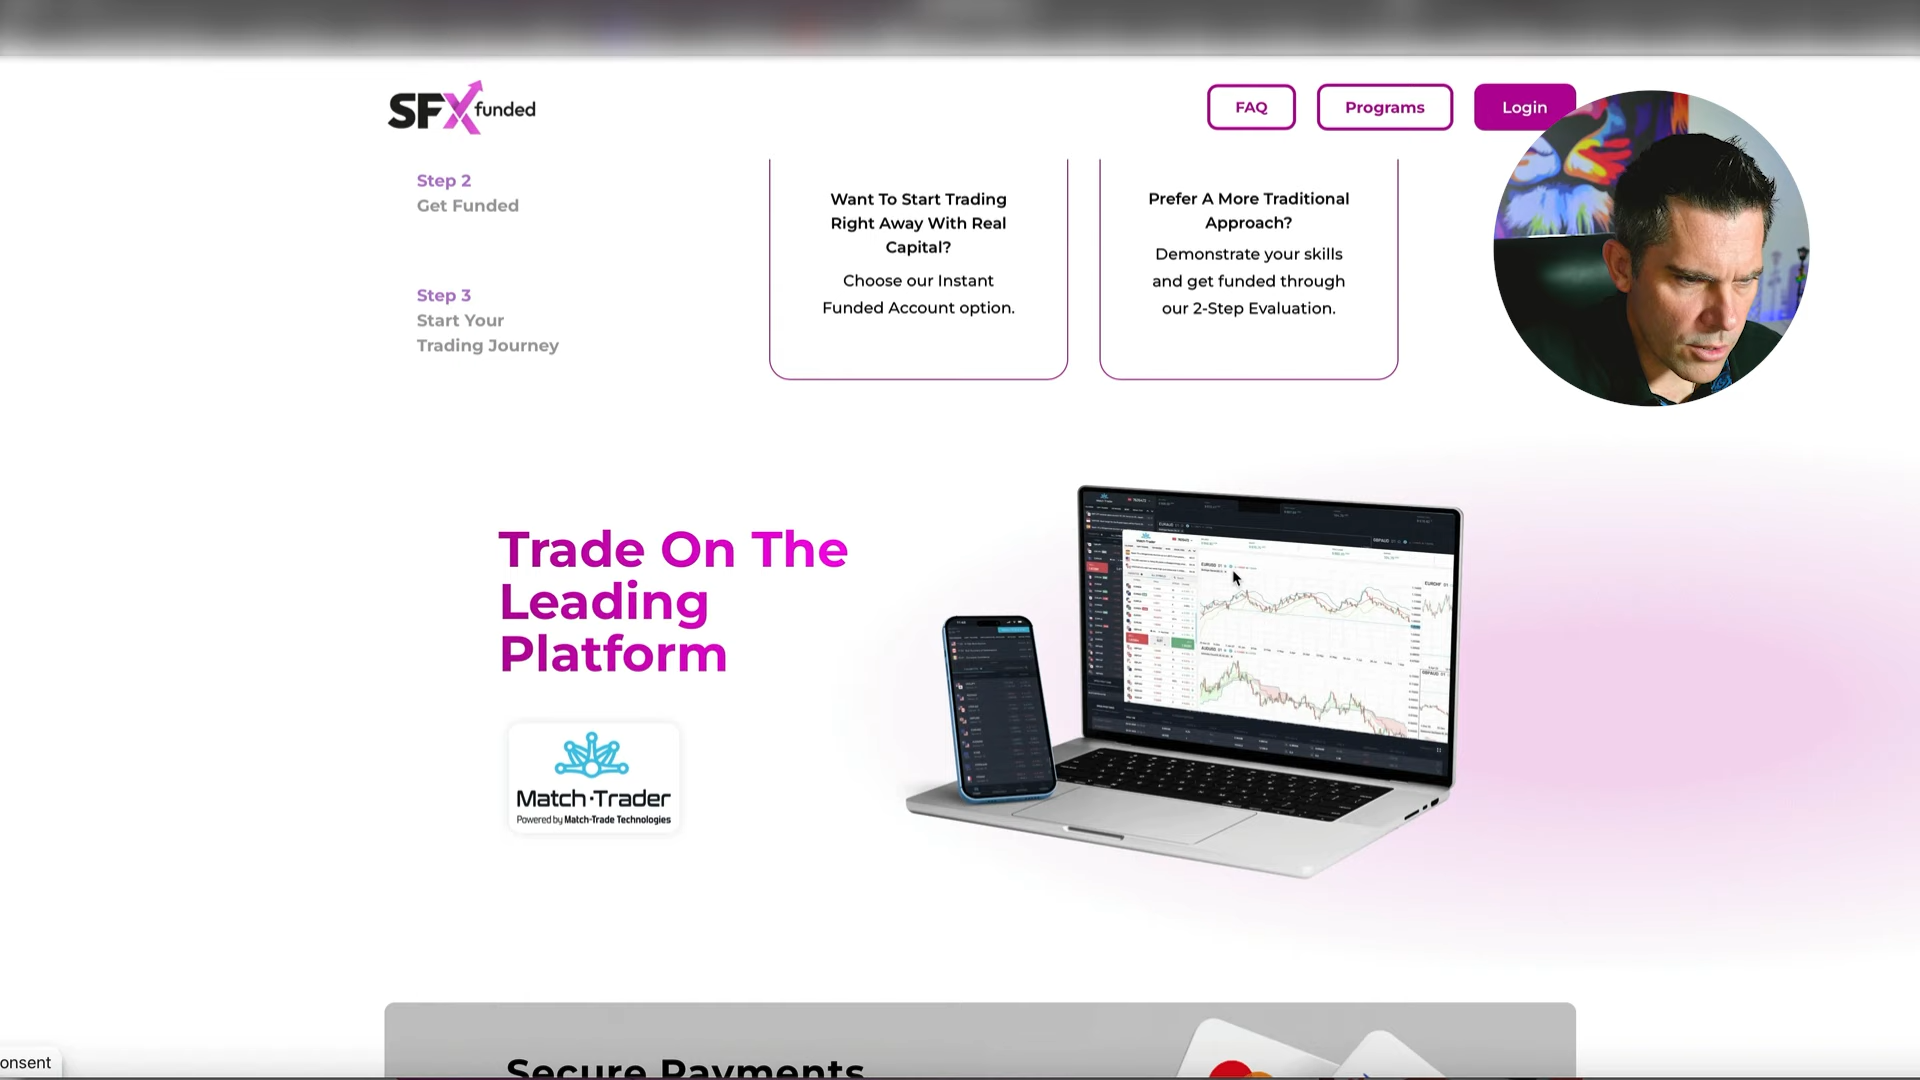 SFX funded
FAQ
Programs
Login
Step 2
Get Funded
Step 3
Start Your
Trading Journey
Want To Start Trading
Right Away With Real
Capital?
Choose our Instant
Funded Account option.
Prefer A More Traditional
Approach?
Demonstrate your skills
and get funded through
our 2-Step Evaluation.
Trade On The
Leading
Platform
Match-Trader
Powered by Match-Trade Technologies
Secure Payments
onsent